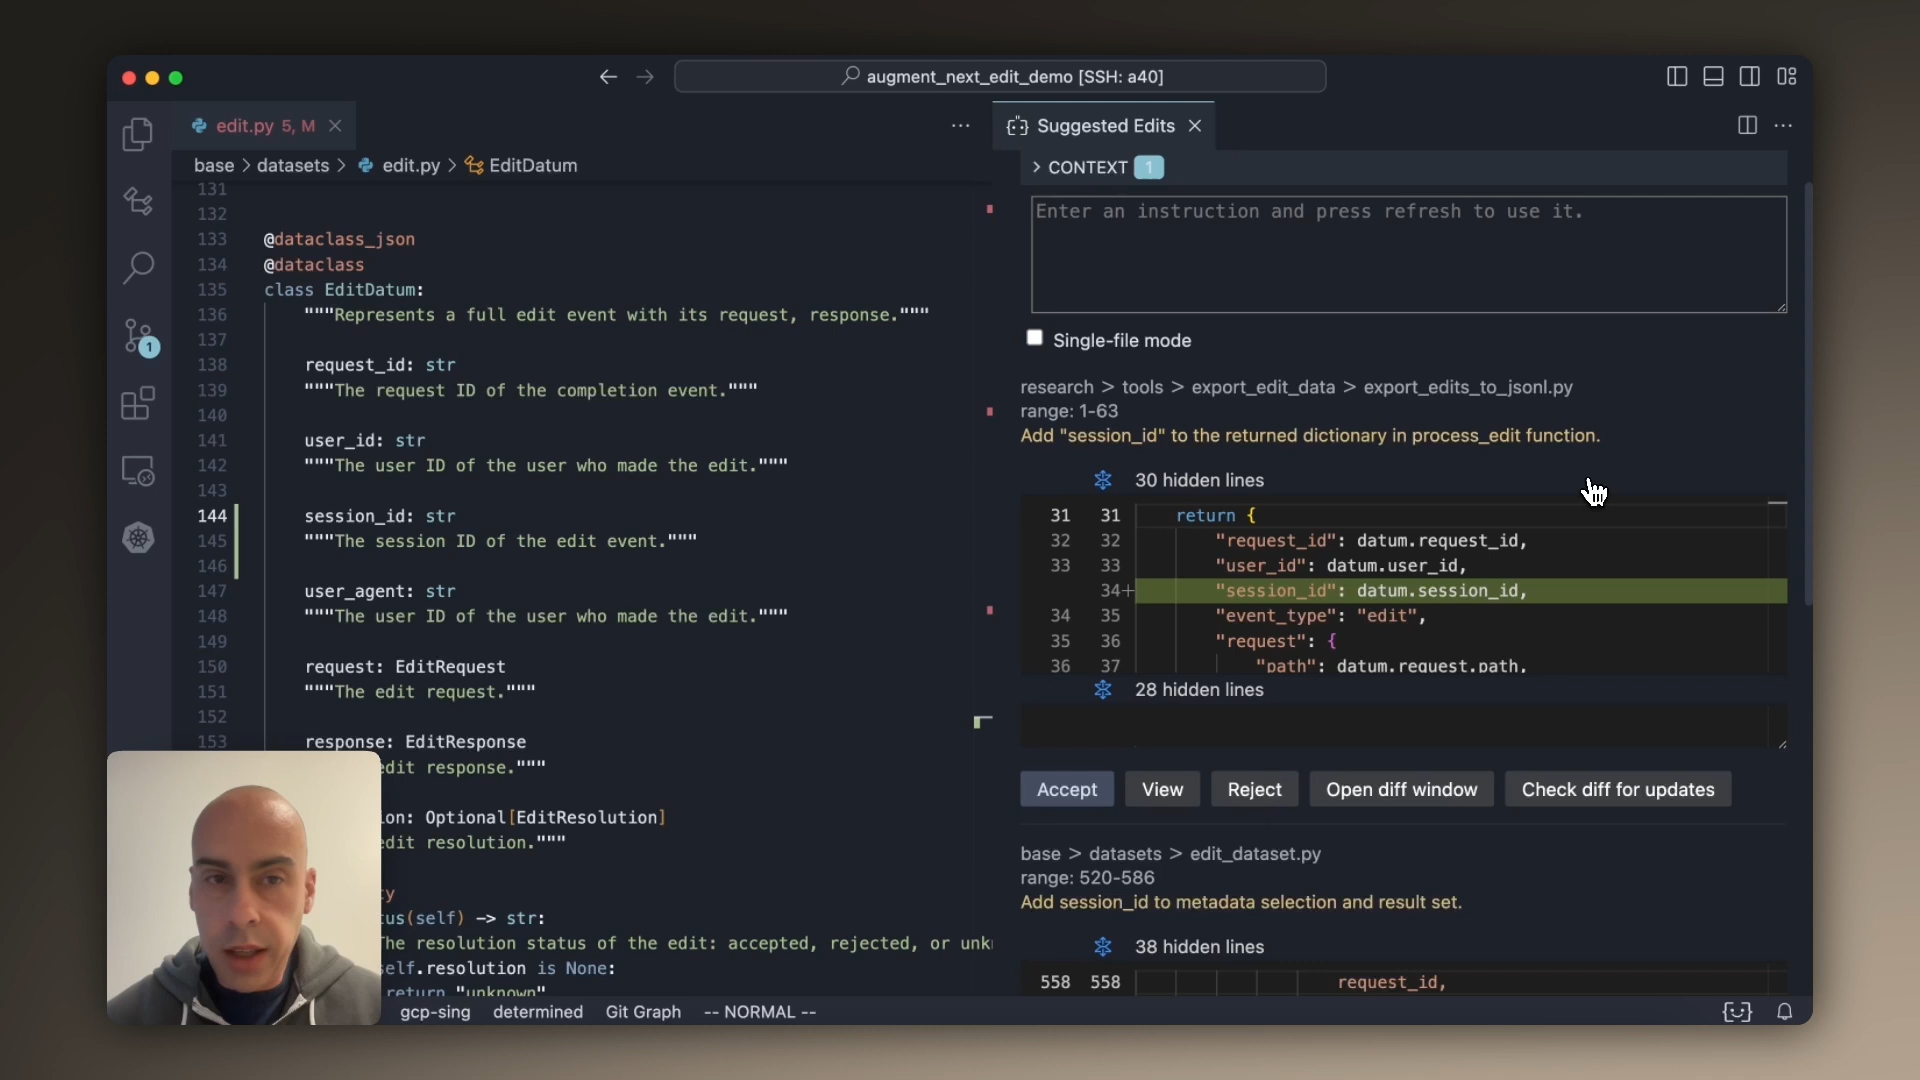 augment_next_edit_demo [SSH: a40]
edit.py 5, M
base > datasets > edit.py > EditDatum
131
132
133 @dataclass_json
134 @dataclass
135 class EditDatum:
136 """Represents a full edit event with its request, response."""
137
138 request_id: str
139 """The request ID of the completion event."""
140
141 user_id: str
142 """The user ID of the user who made the edit."""
143
144 session_id: str
145 """The session ID of the edit event."""
146
147 user_agent: str
148 """The user ID of the user who made the edit."""
149
150 request: EditRequest
151 """The edit request."""
152
153 response: EditResponse
edit response."""
ion: Optional[EditResolution]
edit resolution."""
ty
tus(self) -> str:
The resolution status of the edit: accepted, rejected, or unk
self.resolution is None:
return "unknown"
1
Suggested Edits
> CONTEXT 1
Enter an instruction and press refresh to use it.
Single-file mode
research > tools > export_edit_data > export_edits_to_jsonl.py
range: 1-63
Add "session_id" to the returned dictionary in process_edit function.
30 hidden lines
31 31 return {
32 32 "request_id": datum.request_id,
33 33 "user_id": datum.user_id,
34+ "session_id": datum.session_id,
34 35 "event_type": "edit",
35 36 "request": {
36 37 "path": datum.request.path,
28 hidden lines
Accept View Reject Open diff window Check diff for updates
base > datasets > edit_dataset.py
range: 520-586
Add session_id to metadata selection and result set.
38 hidden lines
558 558 request_id,
gcp-sing determined Git Graph -- NORMAL --